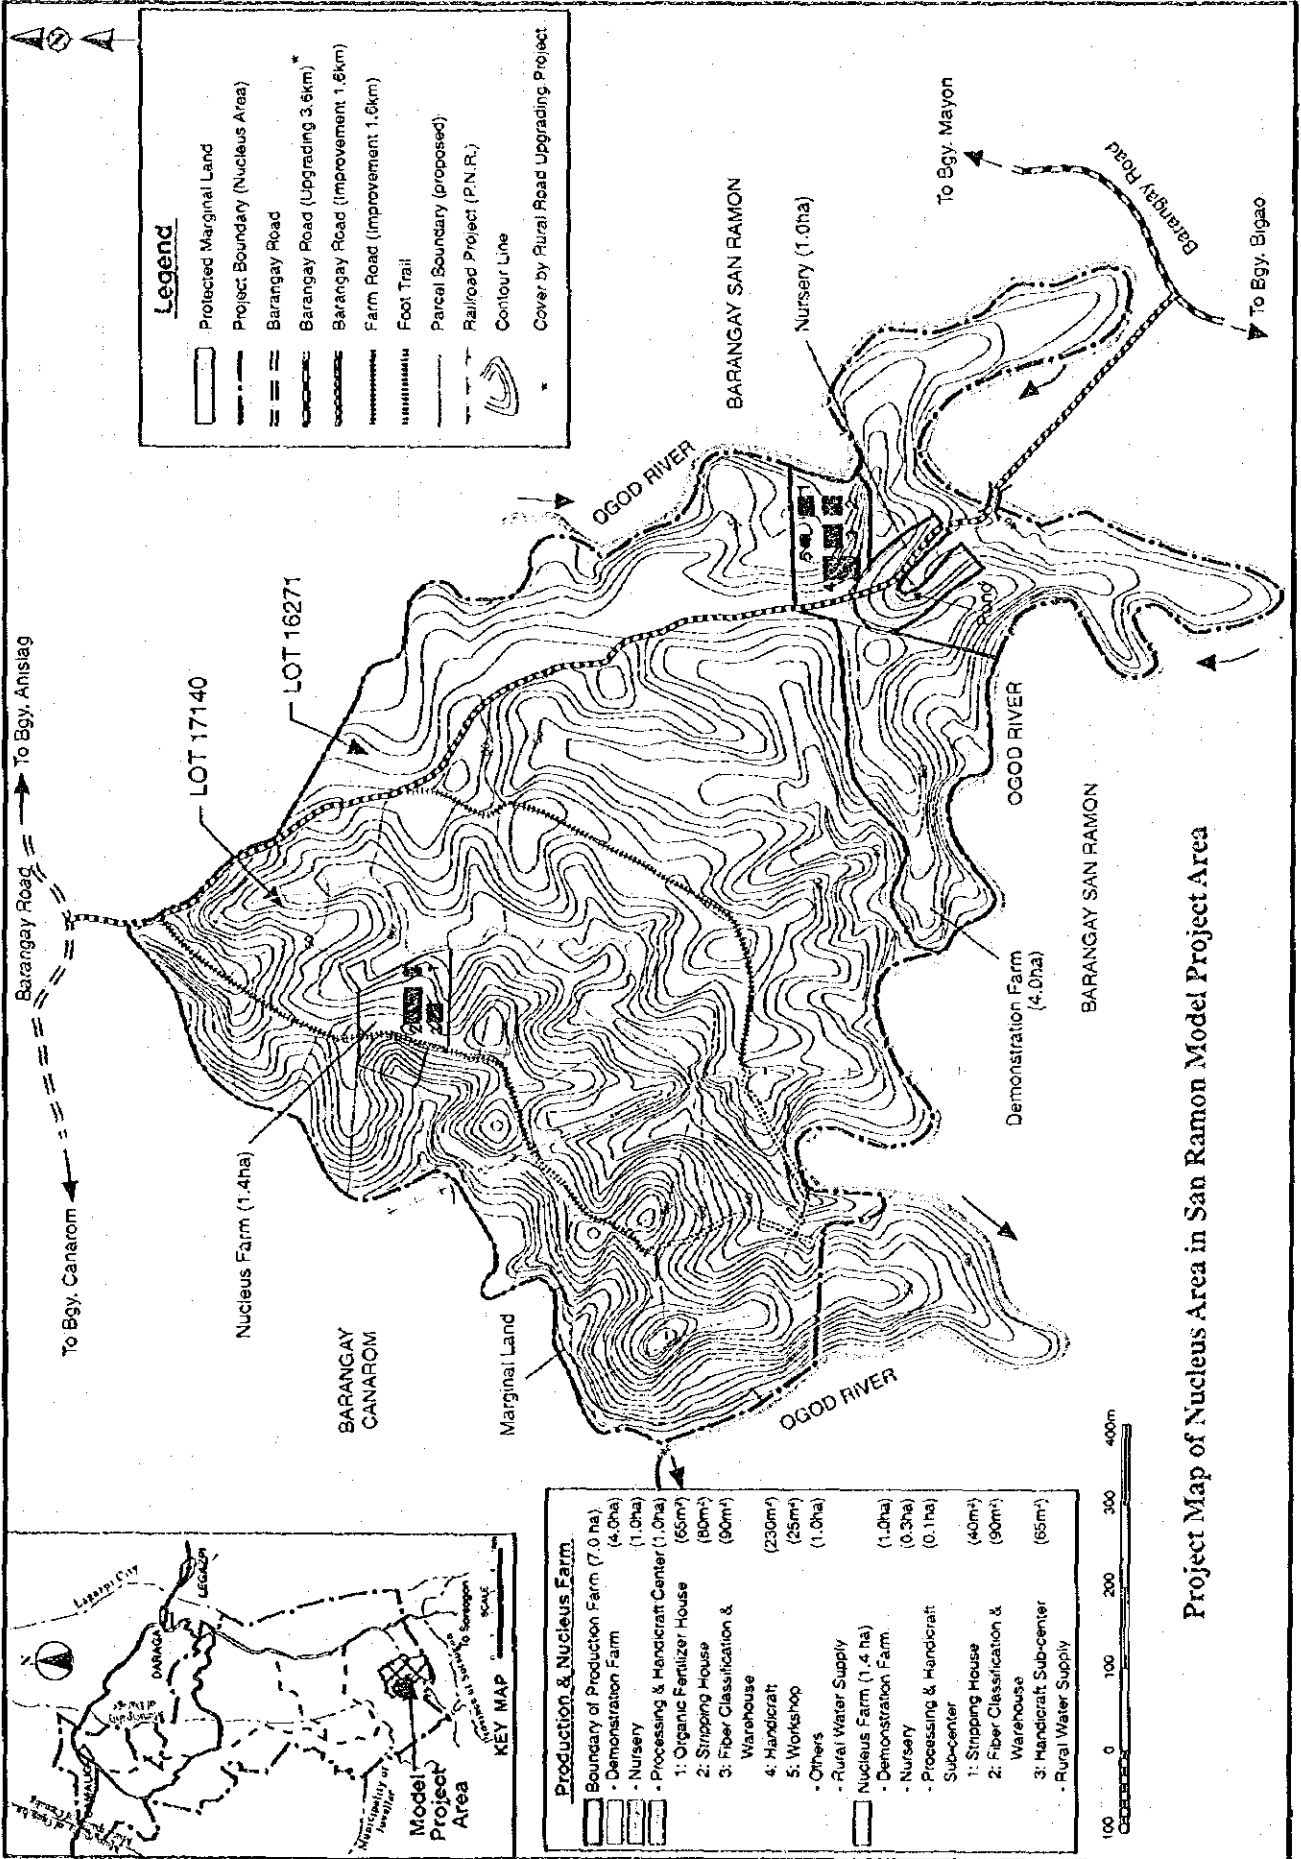 Project Map of Nucleus Area in San Ramon Model Project Area
Legend
Protected Marginal Land
Project Boundary (Nucleus Area)
Barangay Road
Barangay Road (Upgrading 3.6km)*
Barangay Road (Improvement 1.6km)
Farm Road (Improvement 1.6km)
Foot Trail
Parcel Boundary (proposed)
Railroad Project (P.N.R.)
Contour Line
* Cover by Rural Road Upgrading Project
N
To Bgy. Canarom
Barangay Road
To Bgy. Anislag
LOT 17140
LOT 16271
Nucleus Farm (1.4ha)
BARANGAY
CANAROM
Marginal Land
OGOD RIVER
BARANGAY SAN RAMON
Nursery (1.0ha)
To Bgy. Mayon
Barangay Road
To Bgy. Bigao
Pond
OGOD RIVER
Demonstration Farm
(4.0ha)
BARANGAY SAN RAMON
OGOD RIVER
N
Legazpi City
LEGAZPI
DARAGA
CAMALIG
Municipality of
Jovellar
Model
Project
Area
To Sorsogon
SCALE
KEY MAP
Production & Nucleus Farm
Boundary of Production Farm (7.0 ha)
- Demonstration Farm (4.0ha)
- Nursery (1.0ha)
- Processing & Handicraft Center (1.0ha)
1: Organic Fertilizer House (65m²)
2: Stripping House (80m²)
3: Fiber Classification & (90m²)
Warehouse
4: Handicraft (230m²)
5: Workshop (25m²)
- Others (1.0ha)
- Rural Water Supply
Nucleus Farm (1.4 ha)
- Demonstration Farm (1.0ha)
- Nursery (0.3ha)
- Processing & Handicraft (0.1ha)
Sub-center
1: Stripping House (40m²)
2: Fiber Classification & (90m²)
Warehouse
3: Handicraft Sub-center (65m²)
- Rural Water Supply
100 0 100 200 300 400m